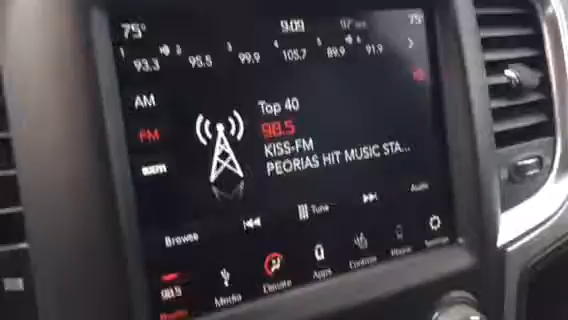 75° 9:09 75°
1 93.3 2 95.5 3 99.9 4 105.7 5 89.9 6 91.9
AM
FM
Top 40
98.5
KISS-FM
PEORIAS HIT MUSIC STA...
Browse Tune Audio
98.5 Media Climate Apps Controls Phone Settings